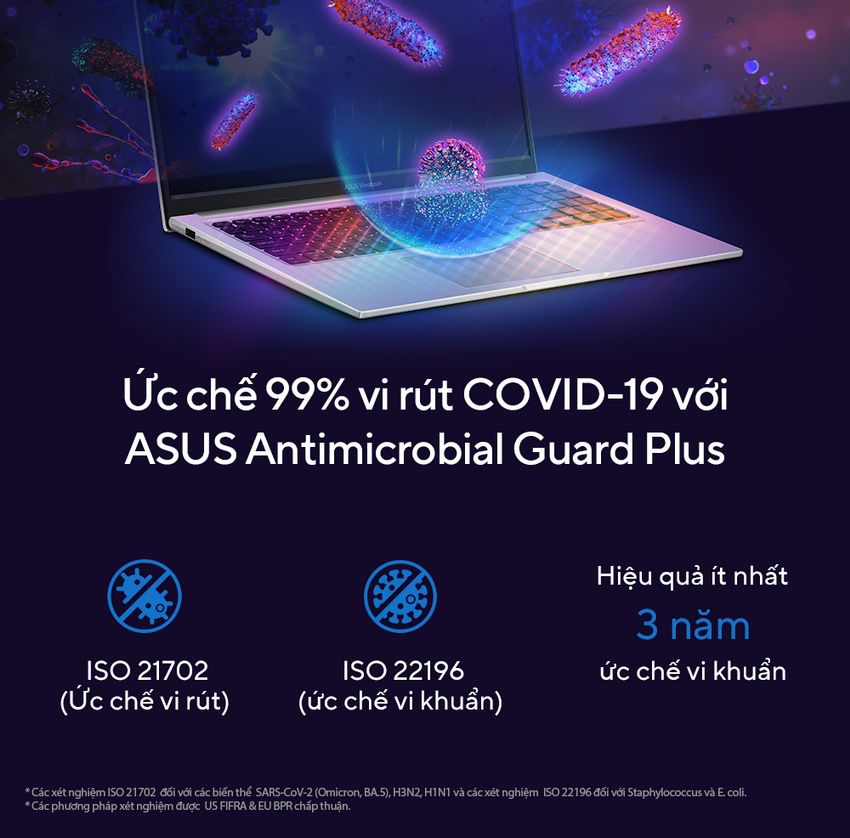 ASUS Vivobook
Ức chế 99% vi rút COVID-19 với
ASUS Antimicrobial Guard Plus
ISO 21702
(Ức chế vi rút)
ISO 22196
(ức chế vi khuẩn)
Hiệu quả ít nhất
3 năm
ức chế vi khuẩn
* Các xét nghiệm ISO 21702 đối với các biến thể SARS-CoV-2 (Omicron, BA.5), H3N2, H1N1 và các xét nghiệm ISO 22196 đối với Staphylococcus và E. coli.
* Các phương pháp xét nghiệm được US FIFRA & EU BPR chấp thuận.